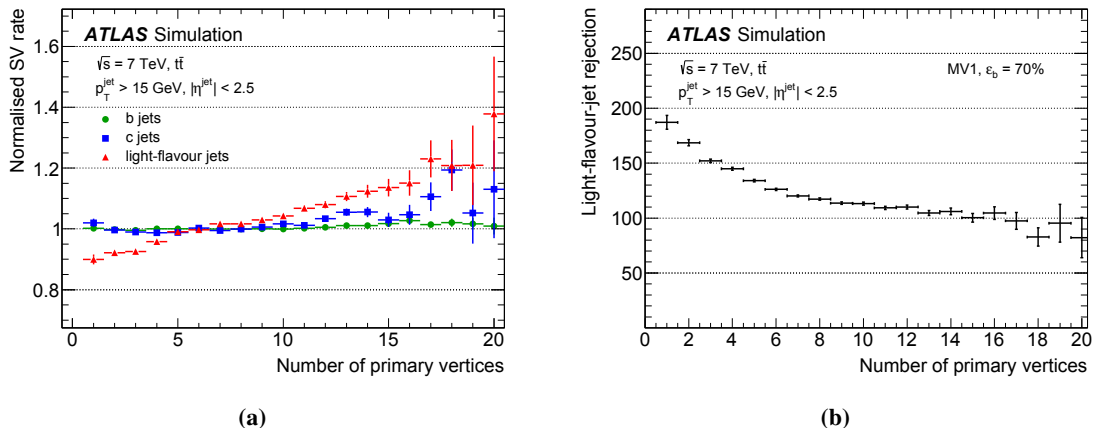 Normalised SV rate
1.6
1.4
1.2
1
0.8
ATLAS Simulation
√s = 7 TeV, tt̄
p_T^jet > 15 GeV, |η^jet| < 2.5
b jets
c jets
light-flavour jets
0 5 10 15 20
Number of primary vertices
(a)
Light-flavour-jet rejection
250
200
150
100
50
ATLAS Simulation
√s = 7 TeV, tt̄
MV1, ε_b = 70%
p_T^jet > 15 GeV, |η^jet| < 2.5
0 2 4 6 8 10 12 14 16 18 20
Number of primary vertices
(b)